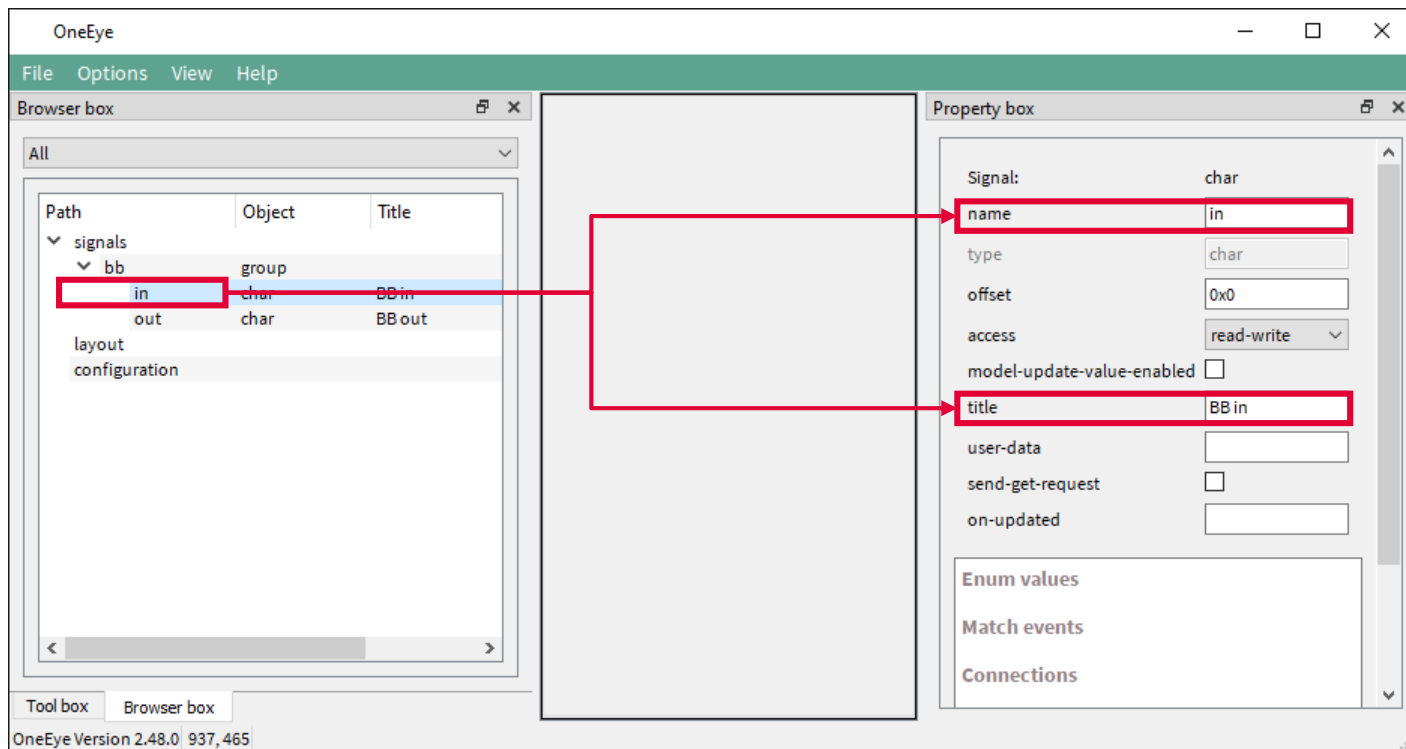 OneEye
File Options View Help
Browser box
All
Path Object Title
signals
bb group
in char BB in
out char BB out
layout
configuration
Tool box Browser box
OneEye Version 2.48.0 937, 465
Property box
Signal: char
name in
type char
offset 0x0
access read-write
model-update-value-enabled
title BB in
user-data
send-get-request
on-updated
Enum values
Match events
Connections